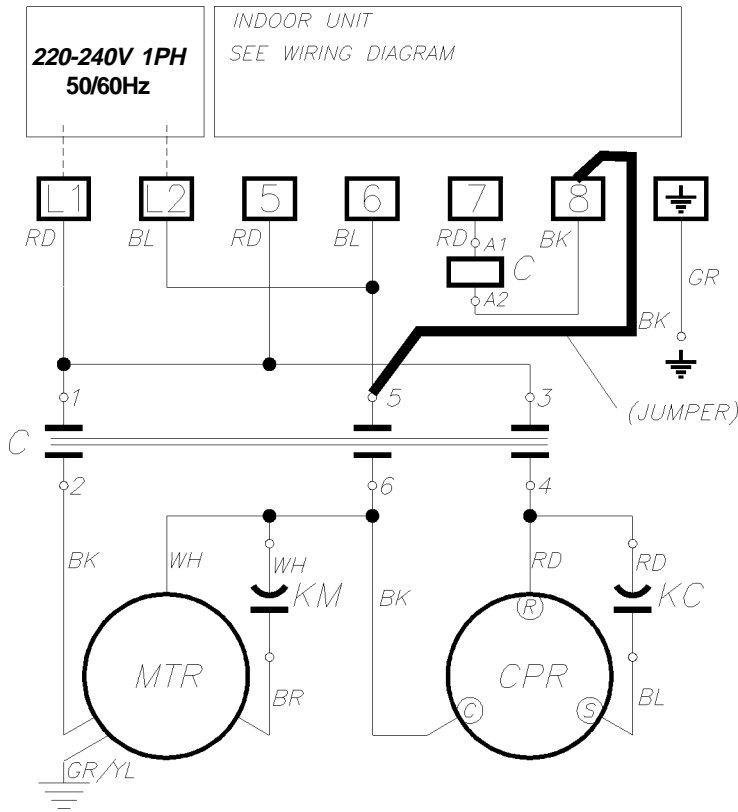 220-240V 1PH
50/60Hz
INDOOR UNIT
SEE WIRING DIAGRAM
L1 L2 5 6 7 8
RD BL RD BL RD A1 BK
C
A2
GR
BK
1 5 3
(JUMPER)
C
2 6 4
BK WH WH BK RD RD
KM KC
R
MTR CPR
BR C S BL
GR/YL